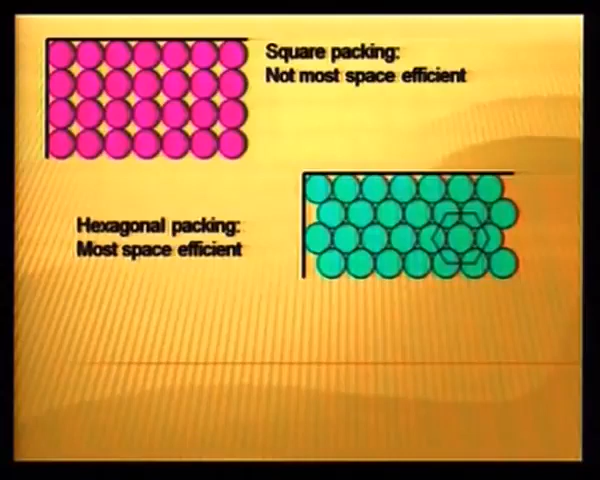 Square packing:
Not most space efficient
Hexagonal packing:
Most space efficient